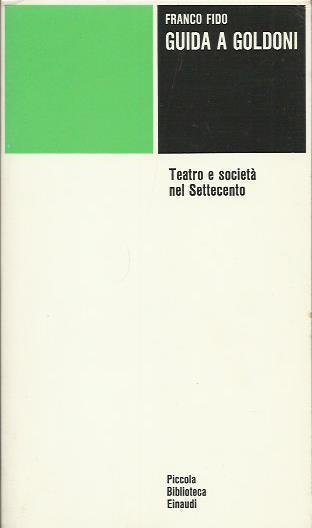 FRANCO FIDO
GUIDA A GOLDONI
Teatro e società
nel Settecento
Piccola
Biblioteca
Einaudi